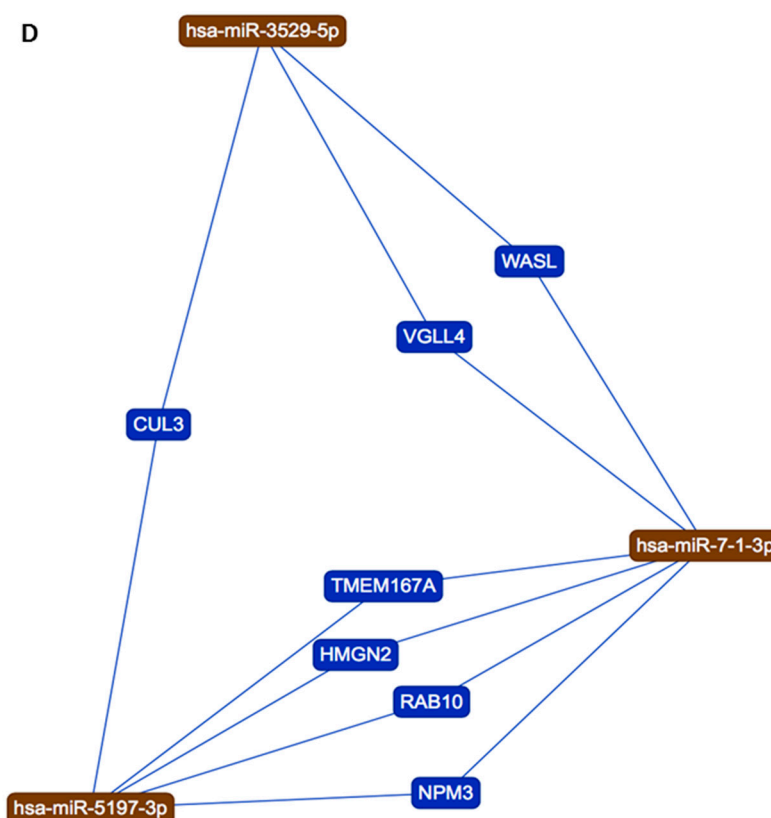 D
hsa-miR-3529-5p
WASL
VGLL4
CUL3
hsa-miR-7-1-3p
TMEM167A
HMGN2
RAB10
NPM3
hsa-miR-5197-3p